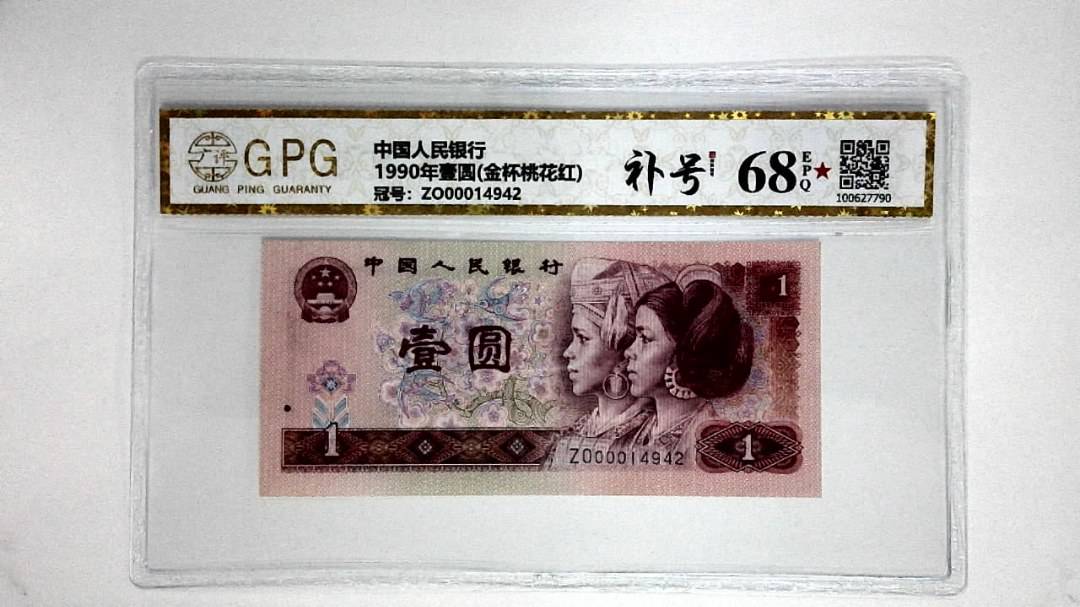 GPG
GUANG PING GUARANTY
中国人民银行
1990年壹圆(金杯桃花红)
冠号：ZO00014942
补号
68
EPQ
100627790
中国人民银行
1
壹圆
1
ZO00014942
1